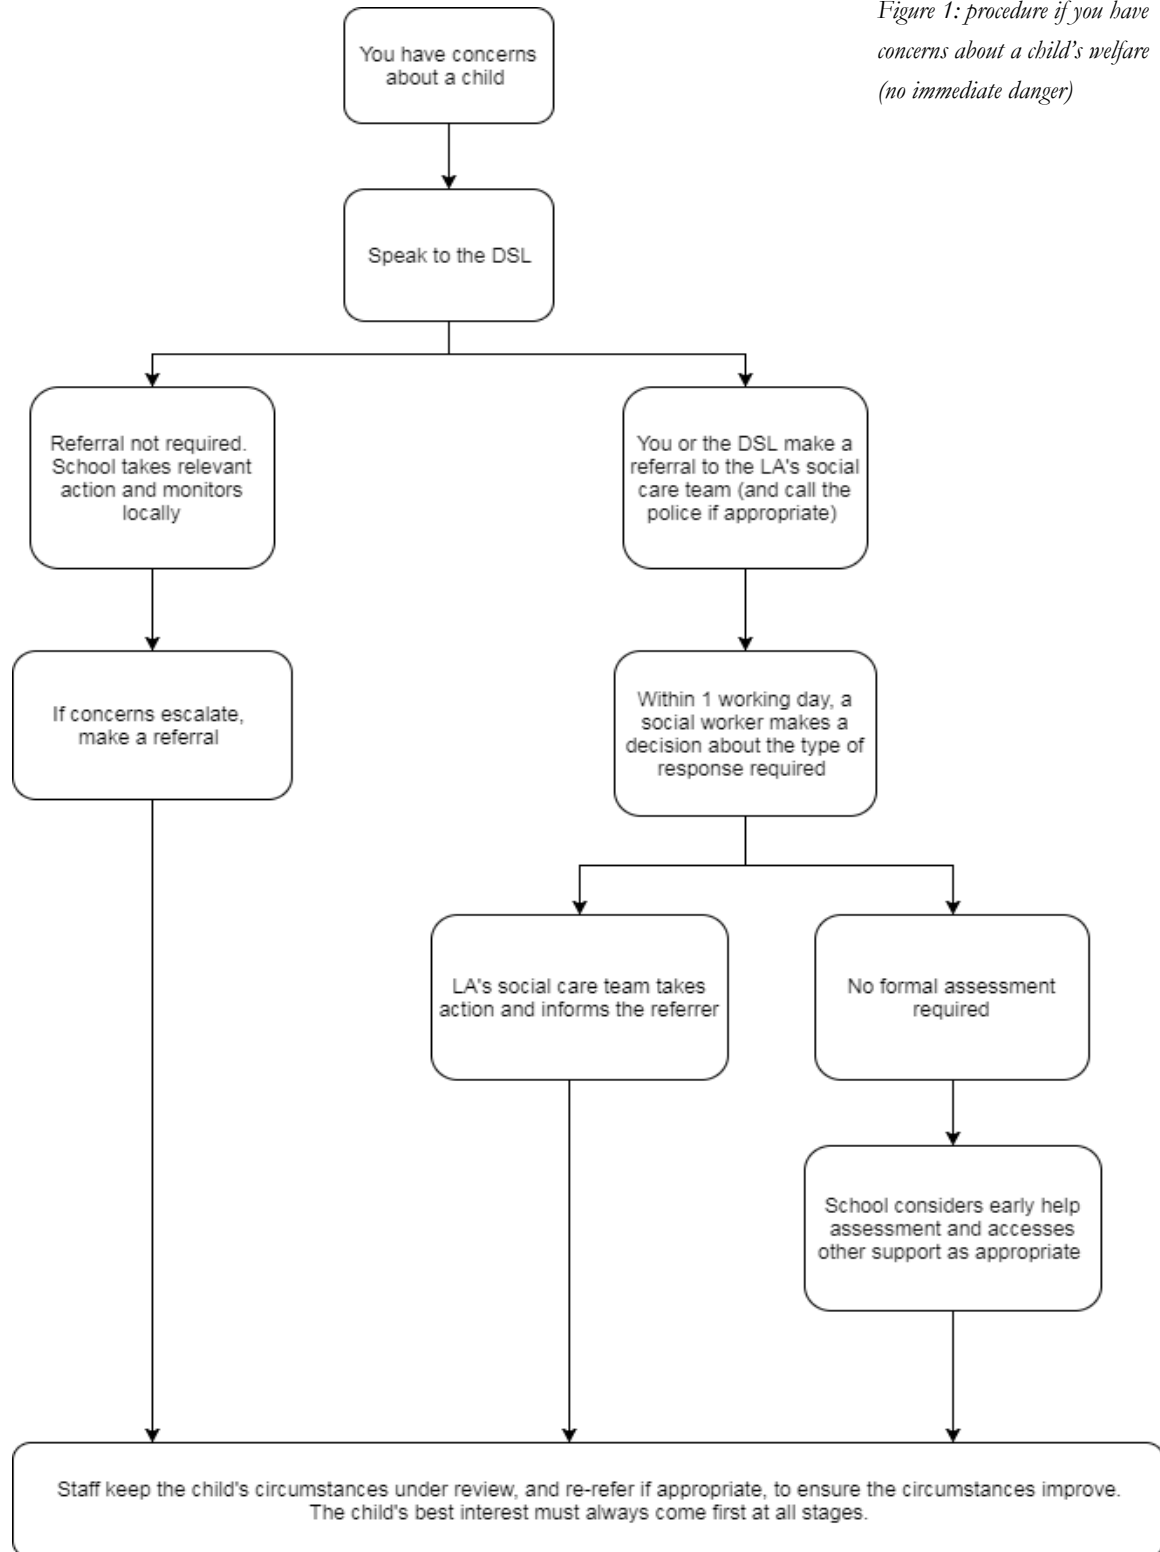 Figure 1: procedure if you have
concerns about a child's welfare
(no immediate danger)
You have concerns
about a child
Speak to the DSL
Referral not required.
School takes relevant
action and monitors
locally
You or the DSL make a
referral to the LA's social
care team (and call the
police if appropriate)
If concerns escalate,
make a referral
Within 1 working day, a
social worker makes a
decision about the type of
response required
LA's social care team takes
action and informs the referrer
No formal assessment
required
School considers early help
assessment and accesses
other support as appropriate
Staff keep the child's circumstances under review, and re-refer if appropriate, to ensure the circumstances improve.
The child's best interest must always come first at all stages.